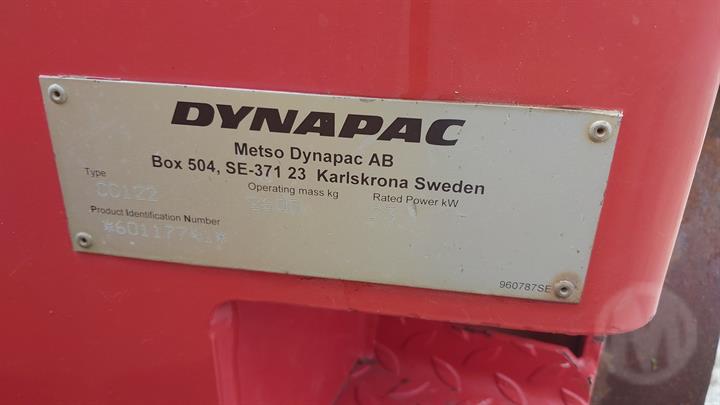 DYNAPAC
Metso Dynapac AB
Box 504, SE-371 23 Karlskrona Sweden
Type Operating mass kg Rated Power kW
CC122
Product Identification Number
960787SE
M